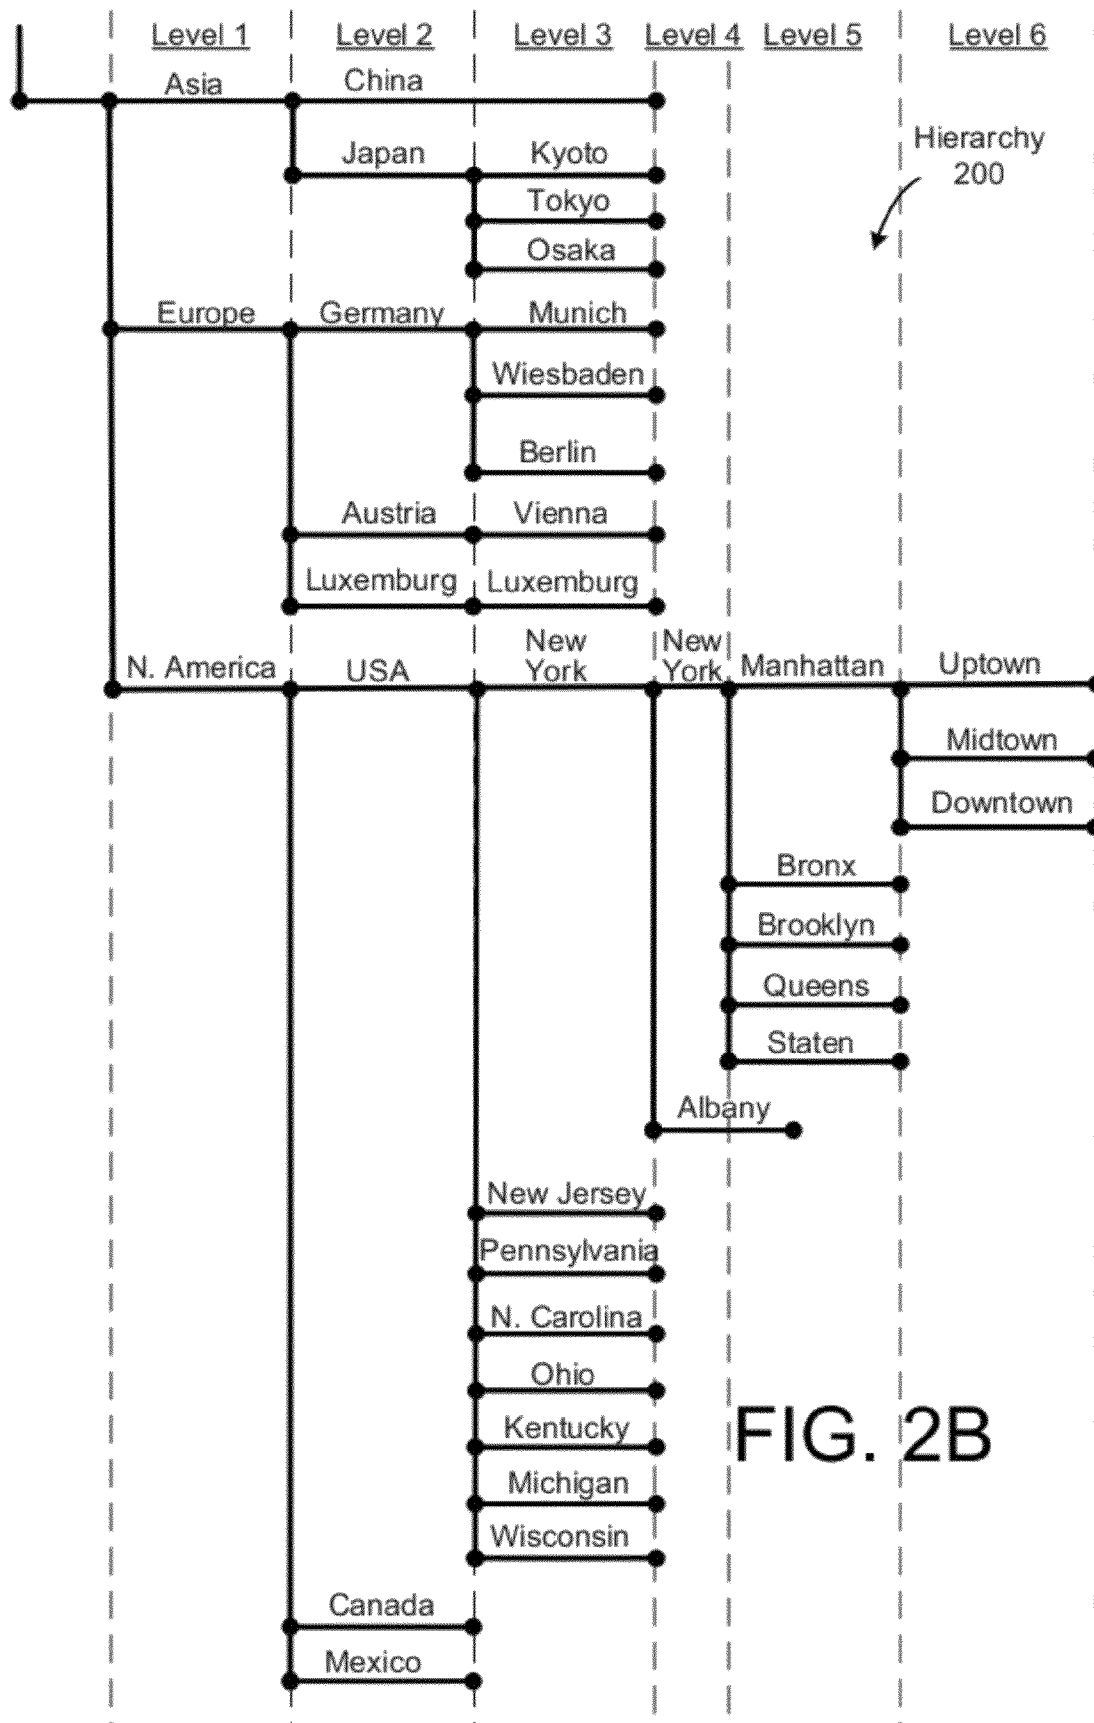 Level 1 Level 2 Level 3 Level 4 Level 5 Level 6
Asia China
Hierarchy
200
Japan Kyoto
Tokyo
Osaka
Europe Germany Munich
Wiesbaden
Berlin
Austria Vienna
Luxemburg Luxemburg
N. America USA New York New York Manhattan Uptown
Midtown
Downtown
Bronx
Brooklyn
Queens
Staten
Albany
New Jersey
Pennsylvania
N. Carolina
Ohio
Kentucky
FIG. 2B
Michigan
Wisconsin
Canada
Mexico